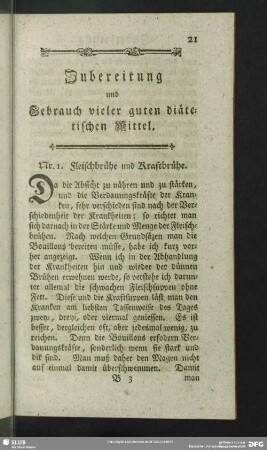 21
Zubereitung
und
Gebrauch vieler guten diäte-
tischen Mittel.
Nr. 1. Fleischbrühe und Kraftbrühe.
Da die Absicht zu nähren und zu stärken,
und die Verdauungskräfte der Kran-
ken, sehr verschieden sind nach der Ver-
schiedenheit der Krankheiten; so richtet man
sich darnach in der Stärke und Menge der Fleisch-
brühen. Nach welchen Grundsätzen man die
Bouillons bereiten müsse, habe ich kurz vor-
her angezeigt. Wenn ich in der Abhandlung
der Krankheiten hin und wieder der dünnen
Brühen erwehnen werde, so verstehe ich darun-
ter allemal die schwachen Fleischsuppen ohne
Fett. Diese und die Kraftsuppen läst man den
Kranken am liebsten Tassenweise des Tages
zwey, drey, oder viermal geniessen. Es ist
besser, dergleichen oft, aber jedesmal wenig, zu
reichen. Denn die Bouillons erfodern Ver-
dauungskräfte, sonderlich wenn sie stark und
dik sind. Man muß daher den Magen nicht
auf einmal damit überschwemmen. Damit
B 3 man
SLUB
DFG